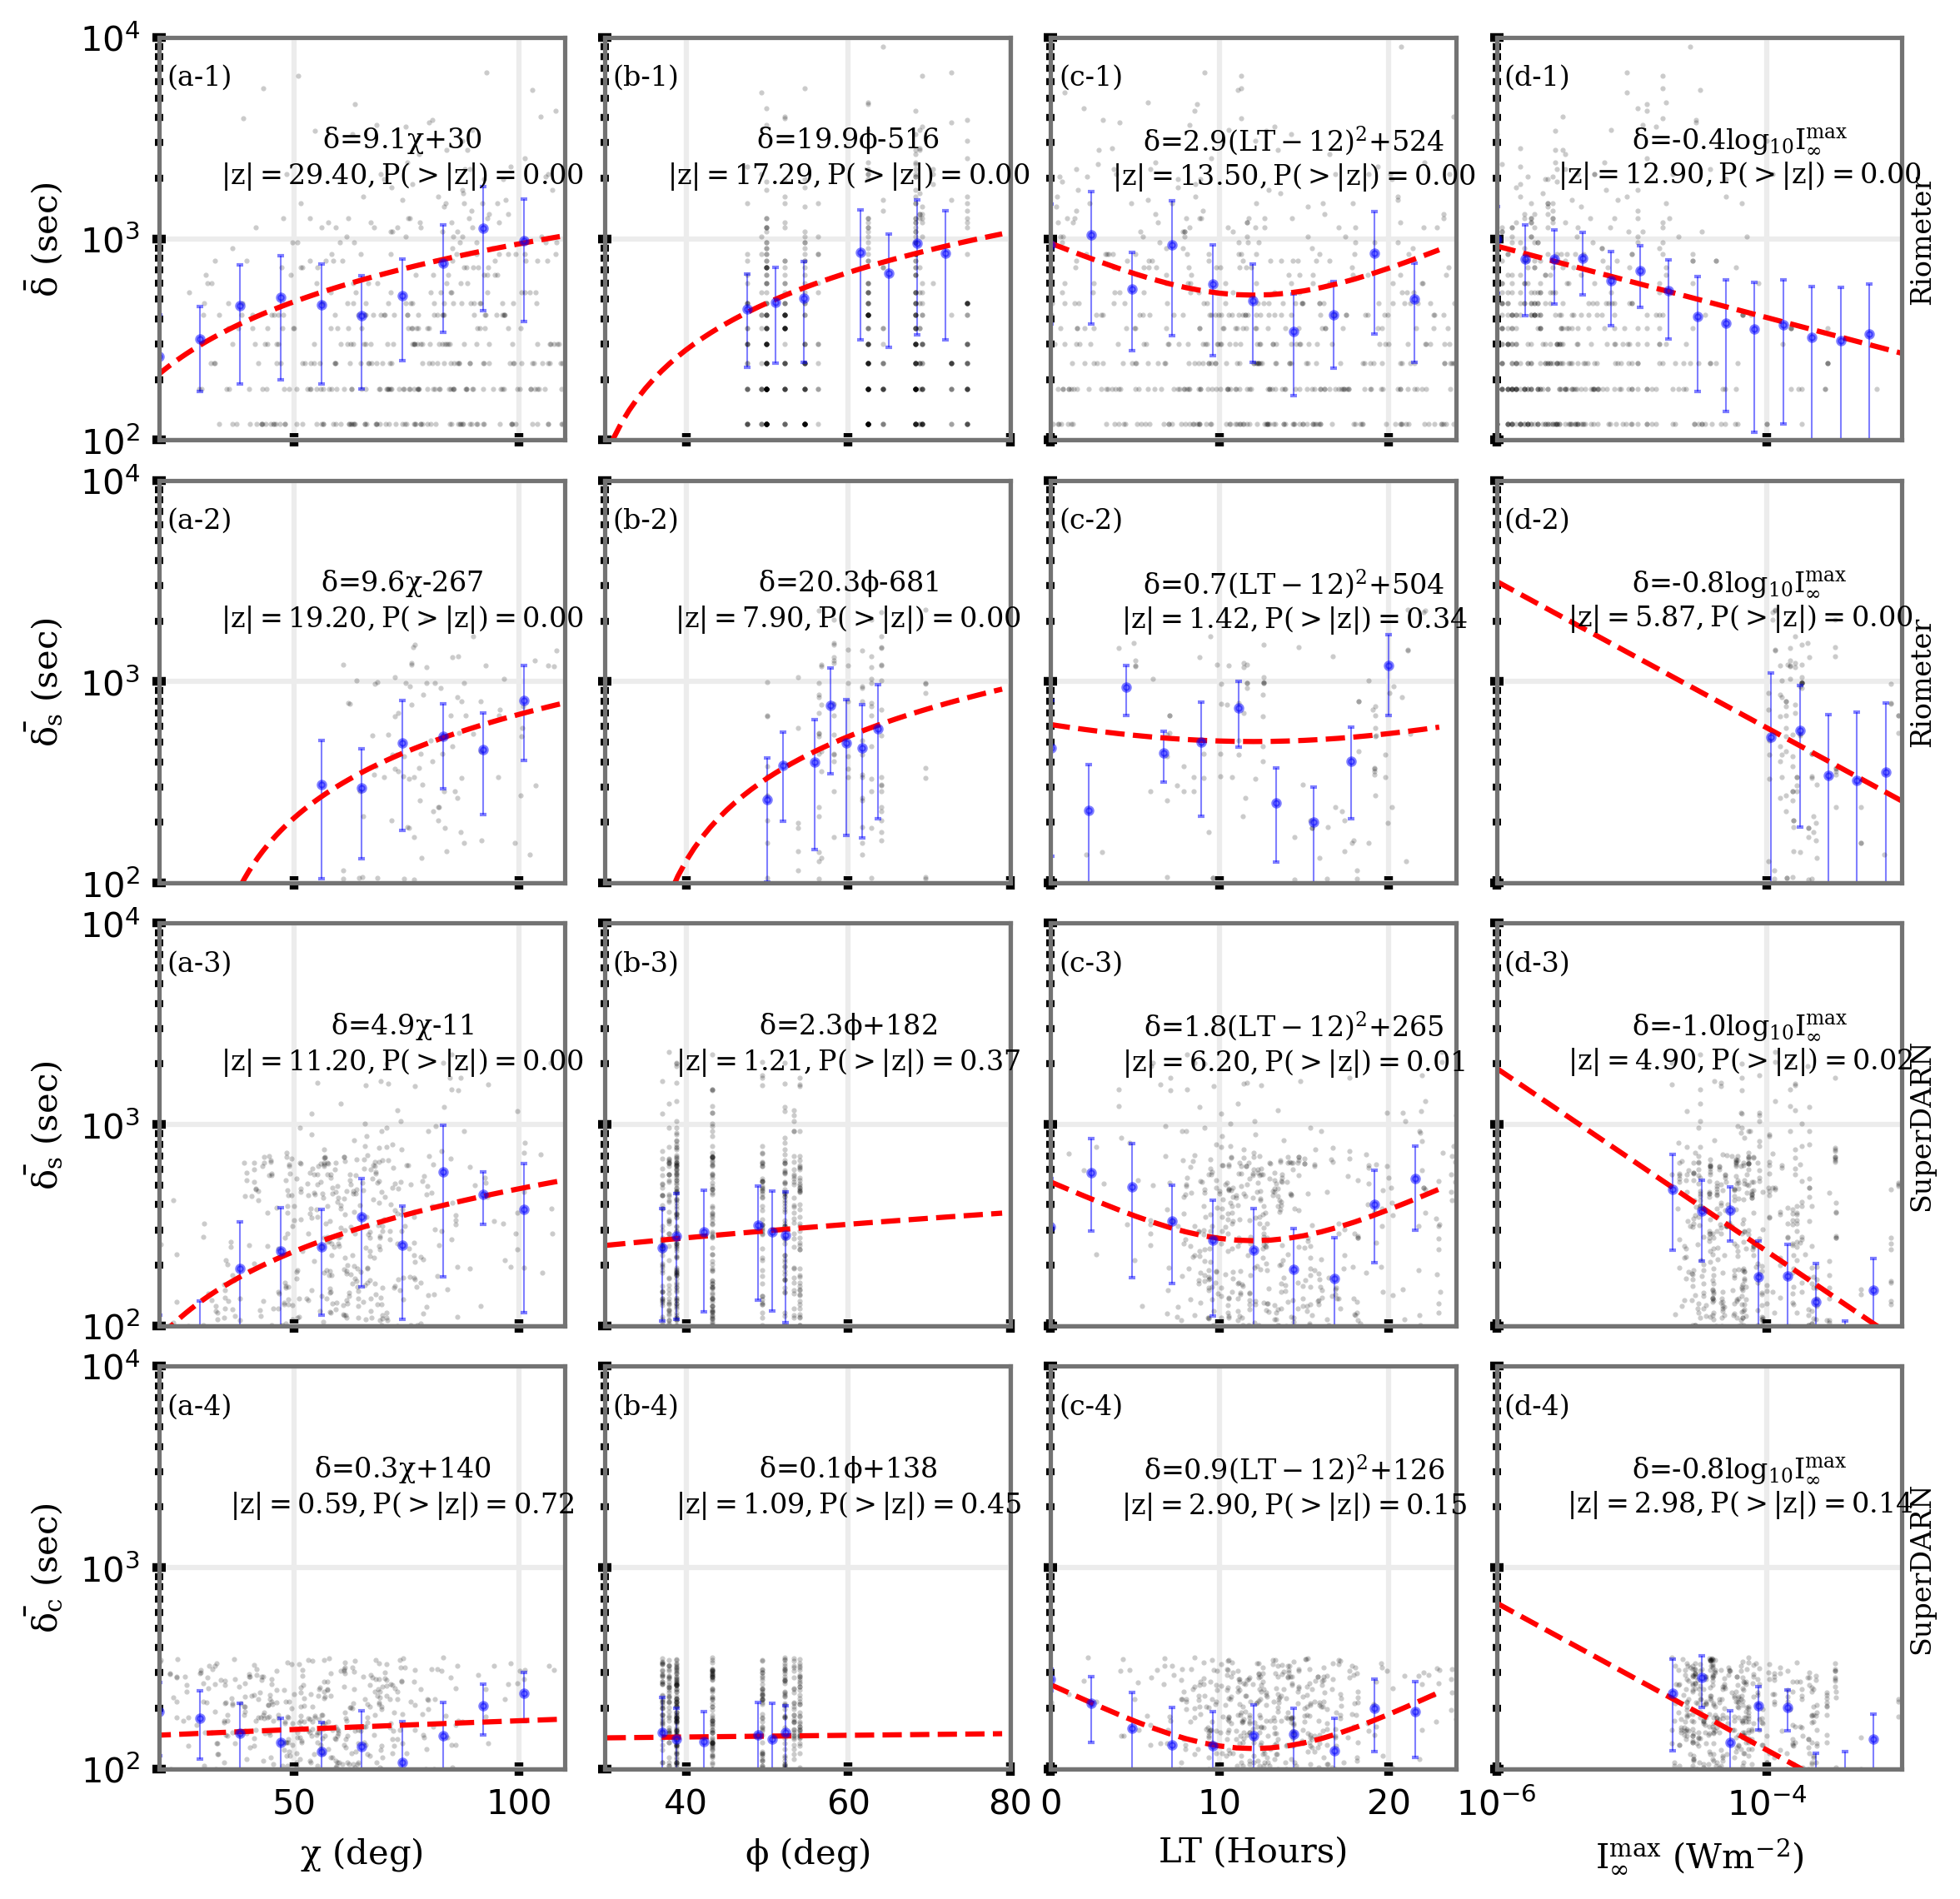 10⁴
(a-1) (b-1) (c-1) (d-1)
δ=9.1χ+30 δ=19.9ϕ-516 δ=2.9(LT − 12)²+524 δ=-0.4log₁₀I∞ᵐᵃˣ
|z| = 29.40, P( > |z|) = 0.00 |z| = 17.29, P( > |z|) = 0.00 |z| = 13.50, P( > |z|) = 0.00 |z| = 12.90, P( > |z|) = 0.00
δ̄ (sec)
10³
Riometer
10²
10⁴
(a-2) (b-2) (c-2) (d-2)
δ=9.6χ-267 δ=20.3ϕ-681 δ=0.7(LT − 12)²+504 δ=-0.8log₁₀I∞ᵐᵃˣ
|z| = 19.20, P( > |z|) = 0.00 |z| = 7.90, P( > |z|) = 0.00 |z| = 1.42, P( > |z|) = 0.34 |z| = 5.87, P( > |z|) = 0.00
δ̄ₛ (sec)
10³
Riometer
10²
10⁴
(a-3) (b-3) (c-3) (d-3)
δ=4.9χ-11 δ=2.3ϕ+182 δ=1.8(LT − 12)²+265 δ=-1.0log₁₀I∞ᵐᵃˣ
|z| = 11.20, P( > |z|) = 0.00 |z| = 1.21, P( > |z|) = 0.37 |z| = 6.20, P( > |z|) = 0.01 |z| = 4.90, P( > |z|) = 0.02
δ̄ₛ (sec)
10³
SuperDARN
10²
10⁴
(a-4) (b-4) (c-4) (d-4)
δ=0.3χ+140 δ=0.1ϕ+138 δ=0.9(LT − 12)²+126 δ=-0.8log₁₀I∞ᵐᵃˣ
|z| = 0.59, P( > |z|) = 0.72 |z| = 1.09, P( > |z|) = 0.45 |z| = 2.90, P( > |z|) = 0.15 |z| = 2.98, P( > |z|) = 0.14
δ̄c (sec)
10³
SuperDARN
10²
50 100 40 60 80 0 10 20 10⁻⁶ 10⁻⁴
χ (deg) ϕ (deg) LT (Hours) I∞ᵐᵃˣ (Wm⁻²)